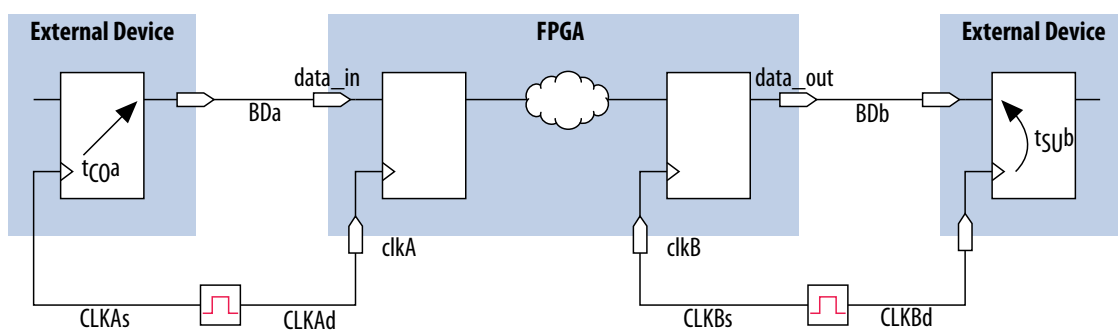 External Device
FPGA
External Device
data_in
data_out
BDa
BDb
tCOa
tSUb
clkA
clkB
CLKAs
CLKAd
CLKBs
CLKBd